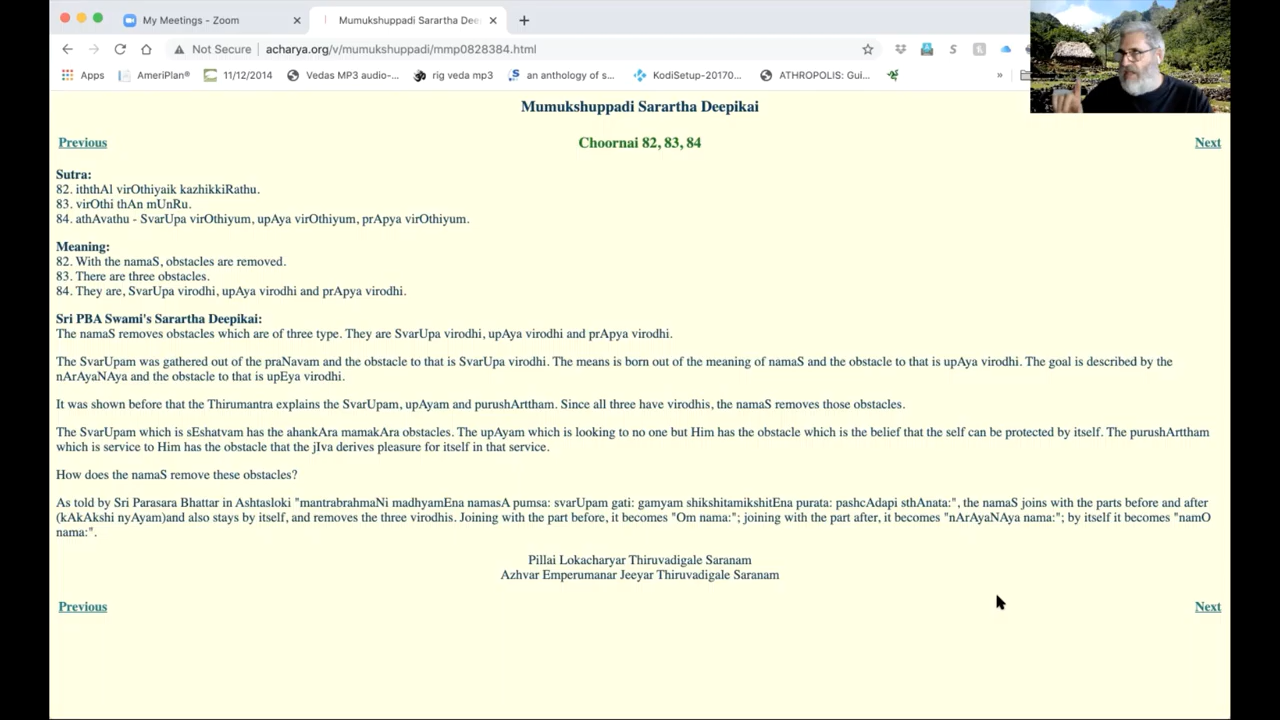 My Meetings - Zoom
Mumukshuppadi Sarartha Dee
Not Secure | acharya.org/v/mumukshuppadi/mmp0828384.html
Apps AmeriPlan® 11/12/2014 Vedas MP3 audio-... rig veda mp3 an anthology of s... KodiSetup-20170... ATHROPOLIS: Gui... »
Mumukshuppadi Sarartha Deepikai
Previous Choornai 82, 83, 84 Next
Sutra:
82. iththAl virOthiyaik kazhikkiRathu.
83. virOthi thAn mUnRu.
84. athAvathu - SvarUpa virOthiyum, upAya virOthiyum, prApya virOthiyum.
Meaning:
82. With the namaS, obstacles are removed.
83. There are three obstacles.
84. They are, SvarUpa virodhi, upAya virodhi and prApya virodhi.
Sri PBA Swami's Sarartha Deepikai:
The namaS removes obstacles which are of three type. They are SvarUpa virodhi, upAya virodhi and prApya virodhi.
The SvarUpam was gathered out of the praNavam and the obstacle to that is SvarUpa virodhi. The means is born out of the meaning of namaS and the obstacle to that is upAya virodhi. The goal is described by the
nArAyaNAya and the obstacle to that is upEya virodhi.
It was shown before that the Thirumantra explains the SvarUpam, upAyam and purushArttham. Since all three have virodhis, the namaS removes those obstacles.
The SvarUpam which is sEshatvam has the ahankAra mamakAra obstacles. The upAyam which is looking to no one but Him has the obstacle which is the belief that the self can be protected by itself. The purushArttham
which is service to Him has the obstacle that the jIva derives pleasure for itself in that service.
How does the namaS remove these obstacles?
As told by Sri Parasara Bhattar in Ashtasloki "mantrabrahmaNi madhyamEna namasA pumsa: svarUpam gati: gamyam shikshitamikshitEna purata: pashcAdapi sthAnata:", the namaS joins with the parts before and after
(kAkAkshi nyAyam)and also stays by itself, and removes the three virodhis. Joining with the part before, it becomes "Om nama:"; joining with the part after, it becomes "nArAyaNAya nama:"; by itself it becomes "namO
nama:".
Pillai Lokacharyar Thiruvadigale Saranam
Azhvar Emperumanar Jeeyar Thiruvadigale Saranam
Previous Next